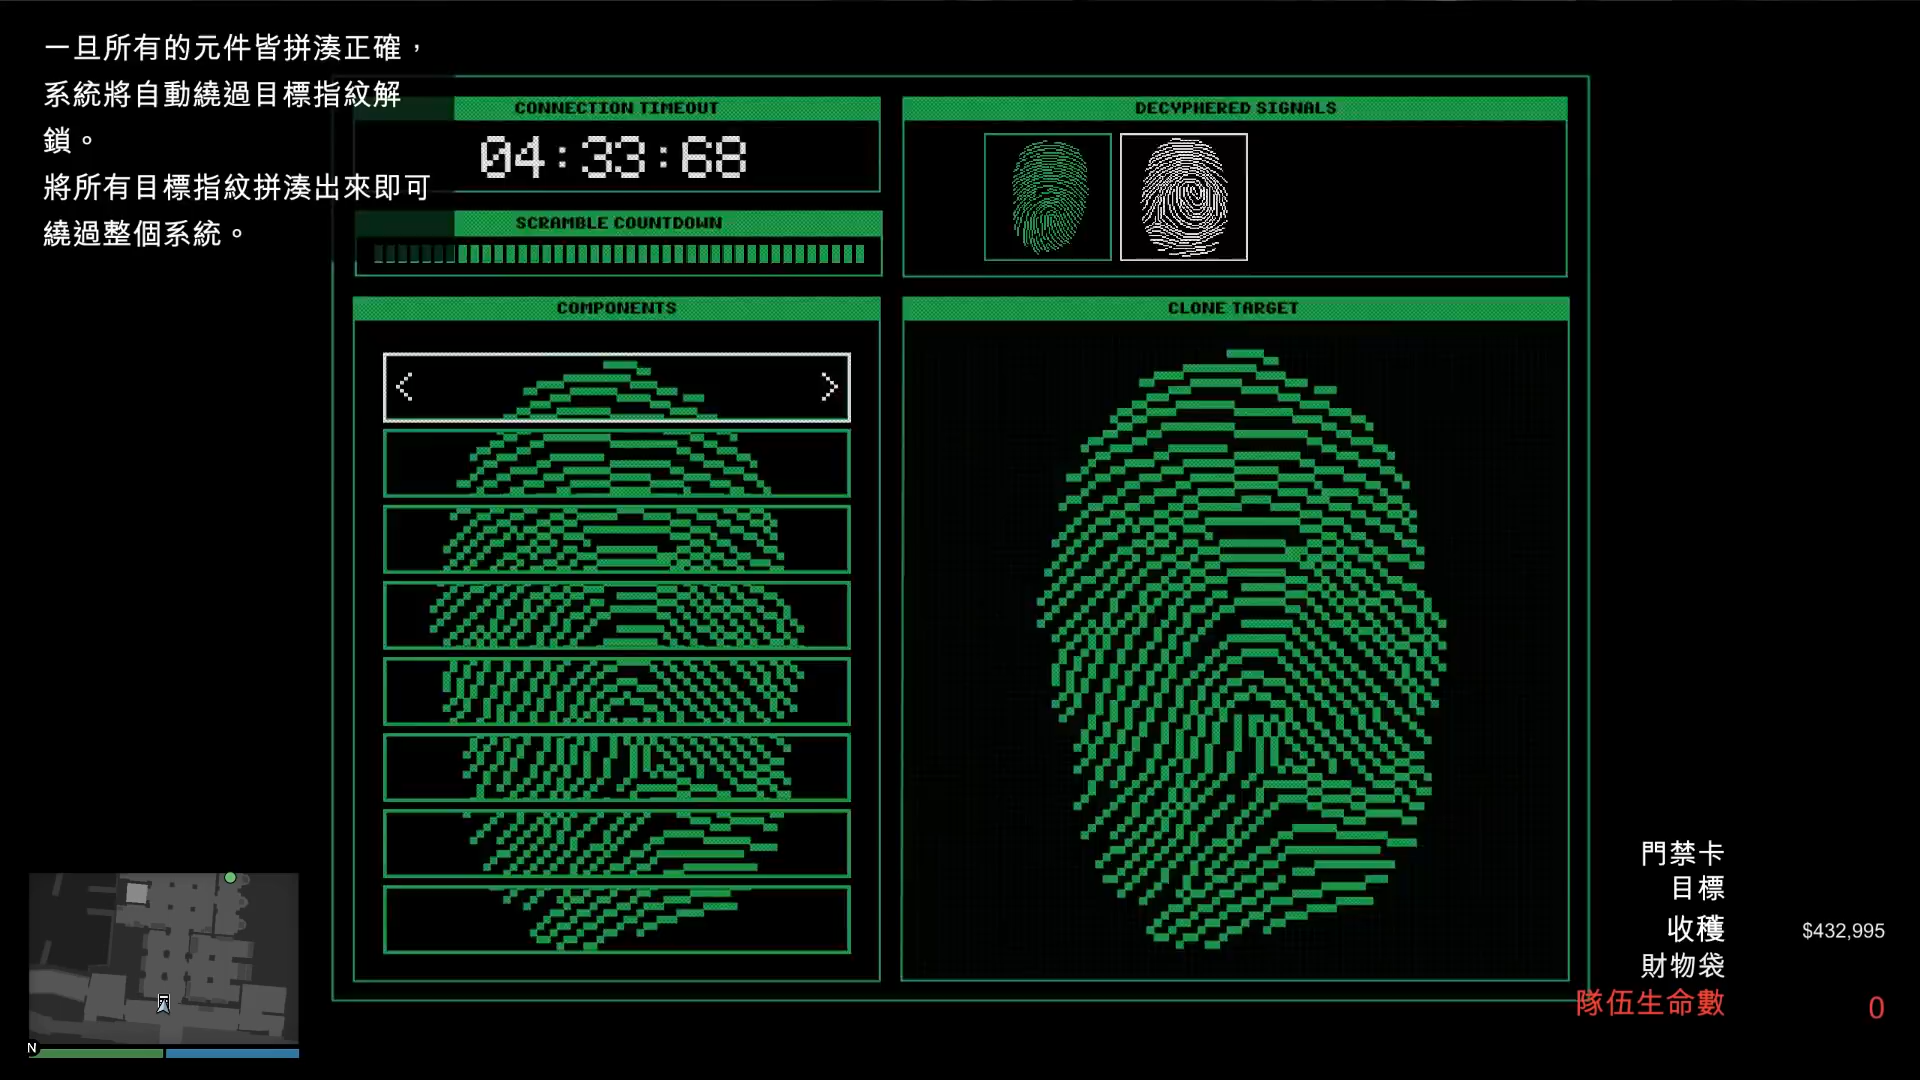 一旦所有的元件皆拼湊正確，
系統將自動繞過目標指紋解
鎖。
將所有目標指紋拼湊出來即可
繞過整個系統。
CONNECTION TIMEOUT
04:33:68
SCRAMBLE COUNTDOWN
DECYPHERED SIGNALS
COMPONENTS
CLONE TARGET
門禁卡
目標
收穫 $432,995
財物袋
隊伍生命數 0
N